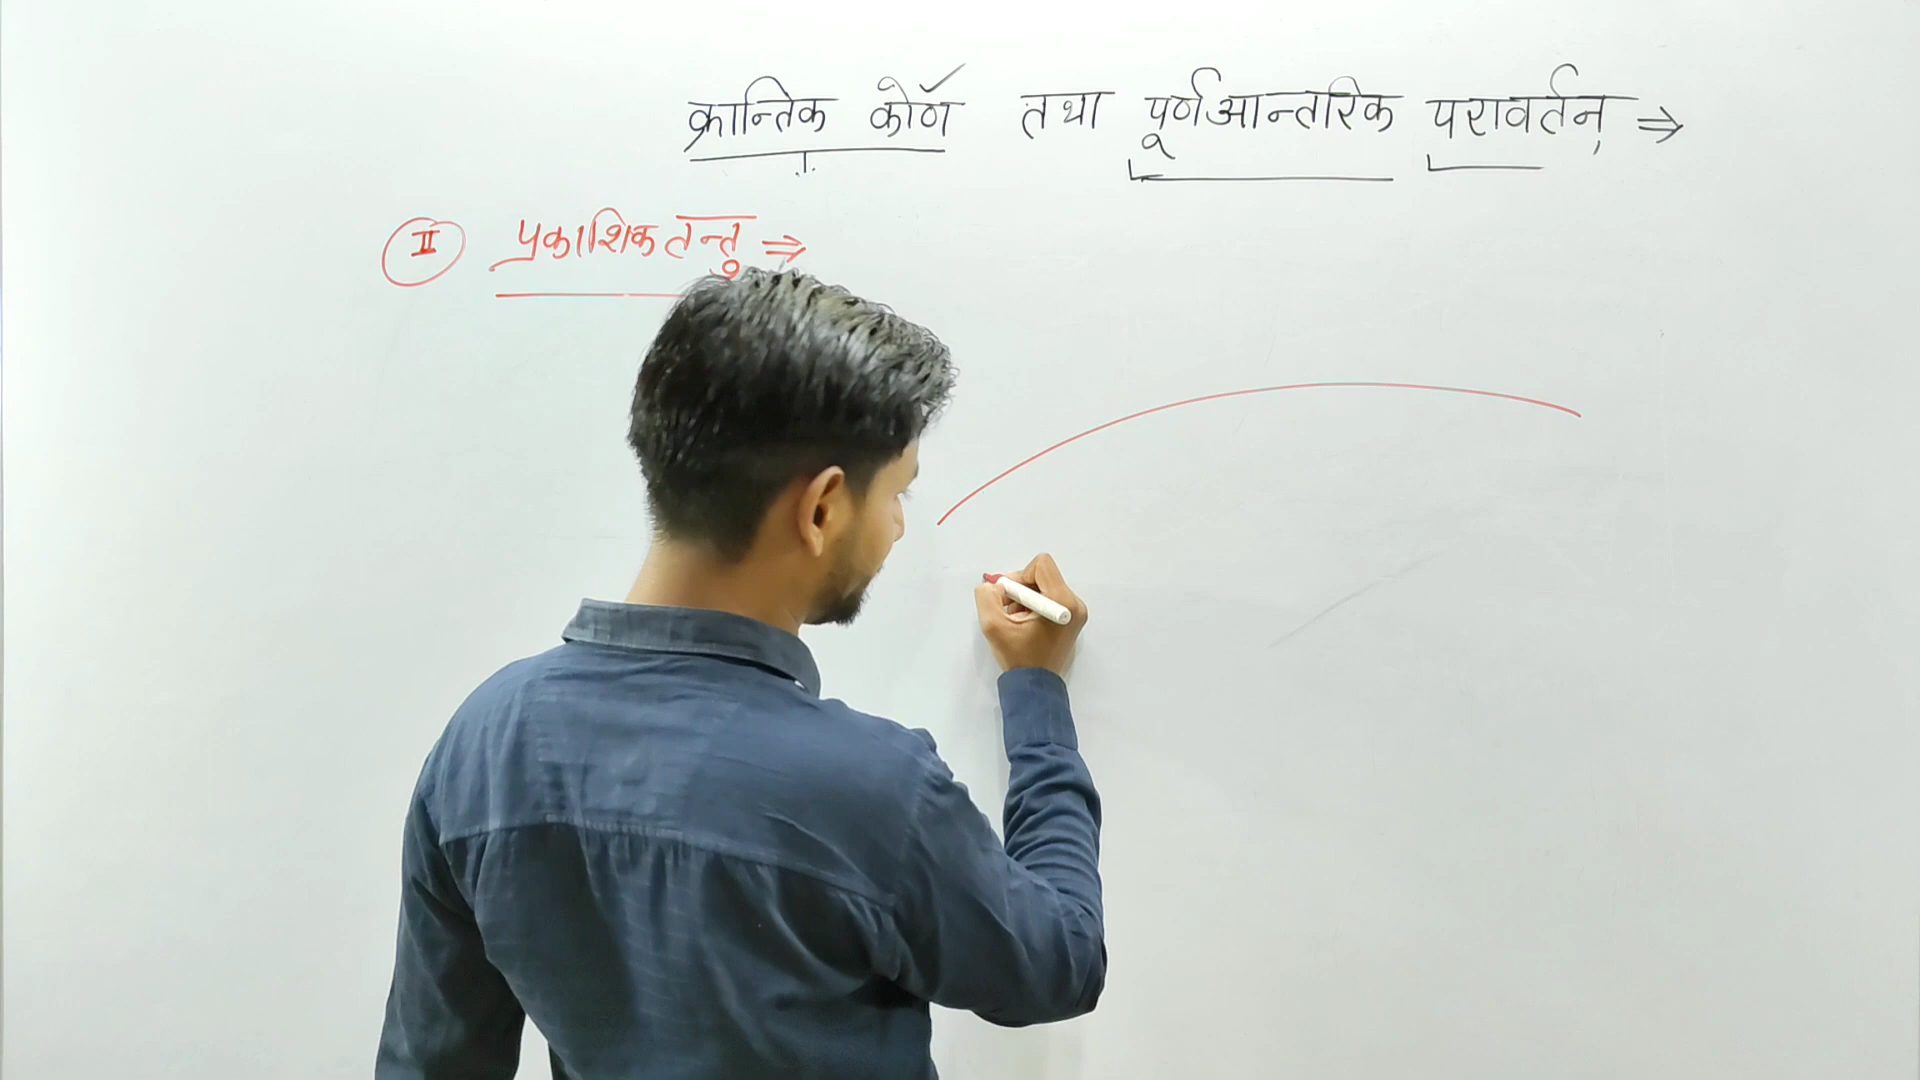 क्रान्तिक कोर्ण तथा पूर्णआन्तरिक परावर्तन ⇒
II प्रकाशिक तन्तु ⇒